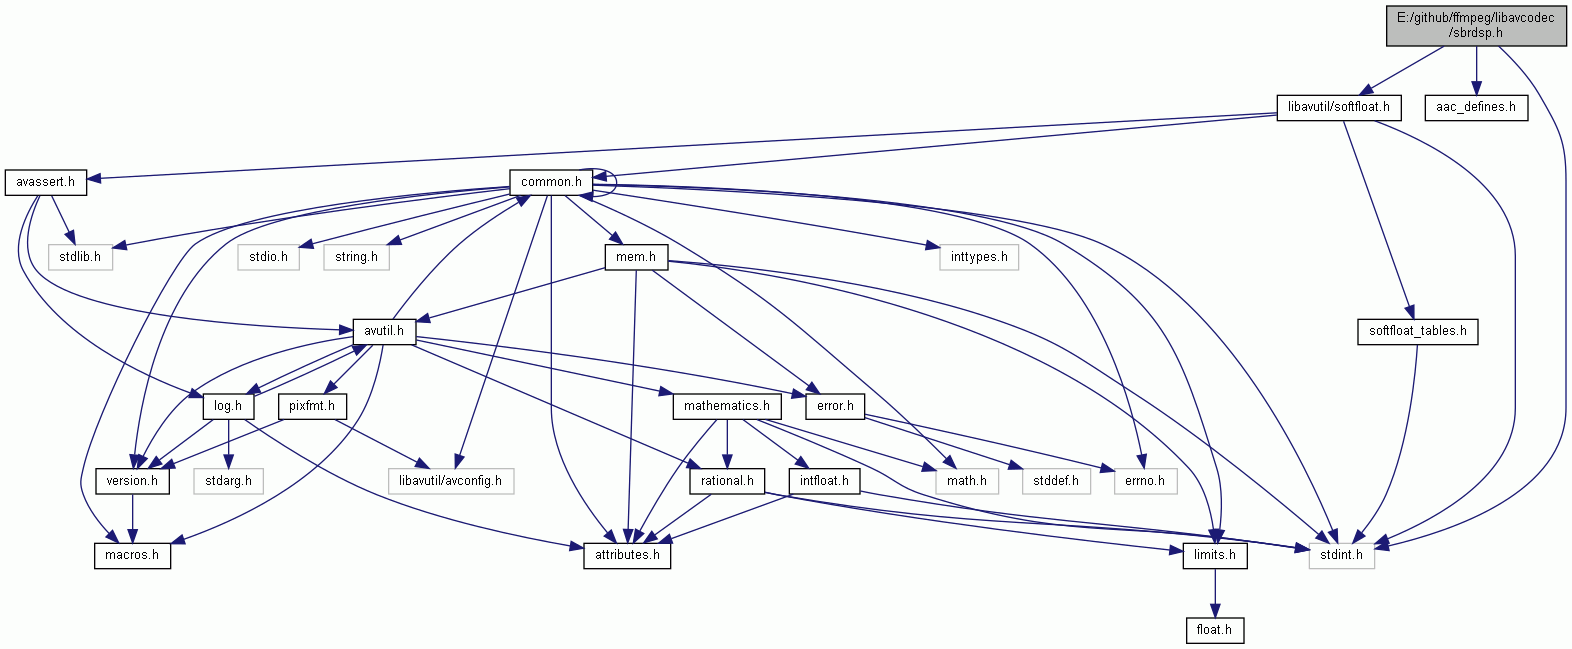 E:/github/ffmpeg/libavcodec
/sbrdsp.h
libavutil/softfloat.h
aac_defines.h
avassert.h
common.h
stdlib.h
stdio.h
string.h
mem.h
inttypes.h
avutil.h
softfloat_tables.h
log.h
pixfmt.h
mathematics.h
error.h
version.h
stdarg.h
libavutil/avconfig.h
rational.h
intfloat.h
math.h
stddef.h
errno.h
macros.h
attributes.h
limits.h
stdint.h
float.h